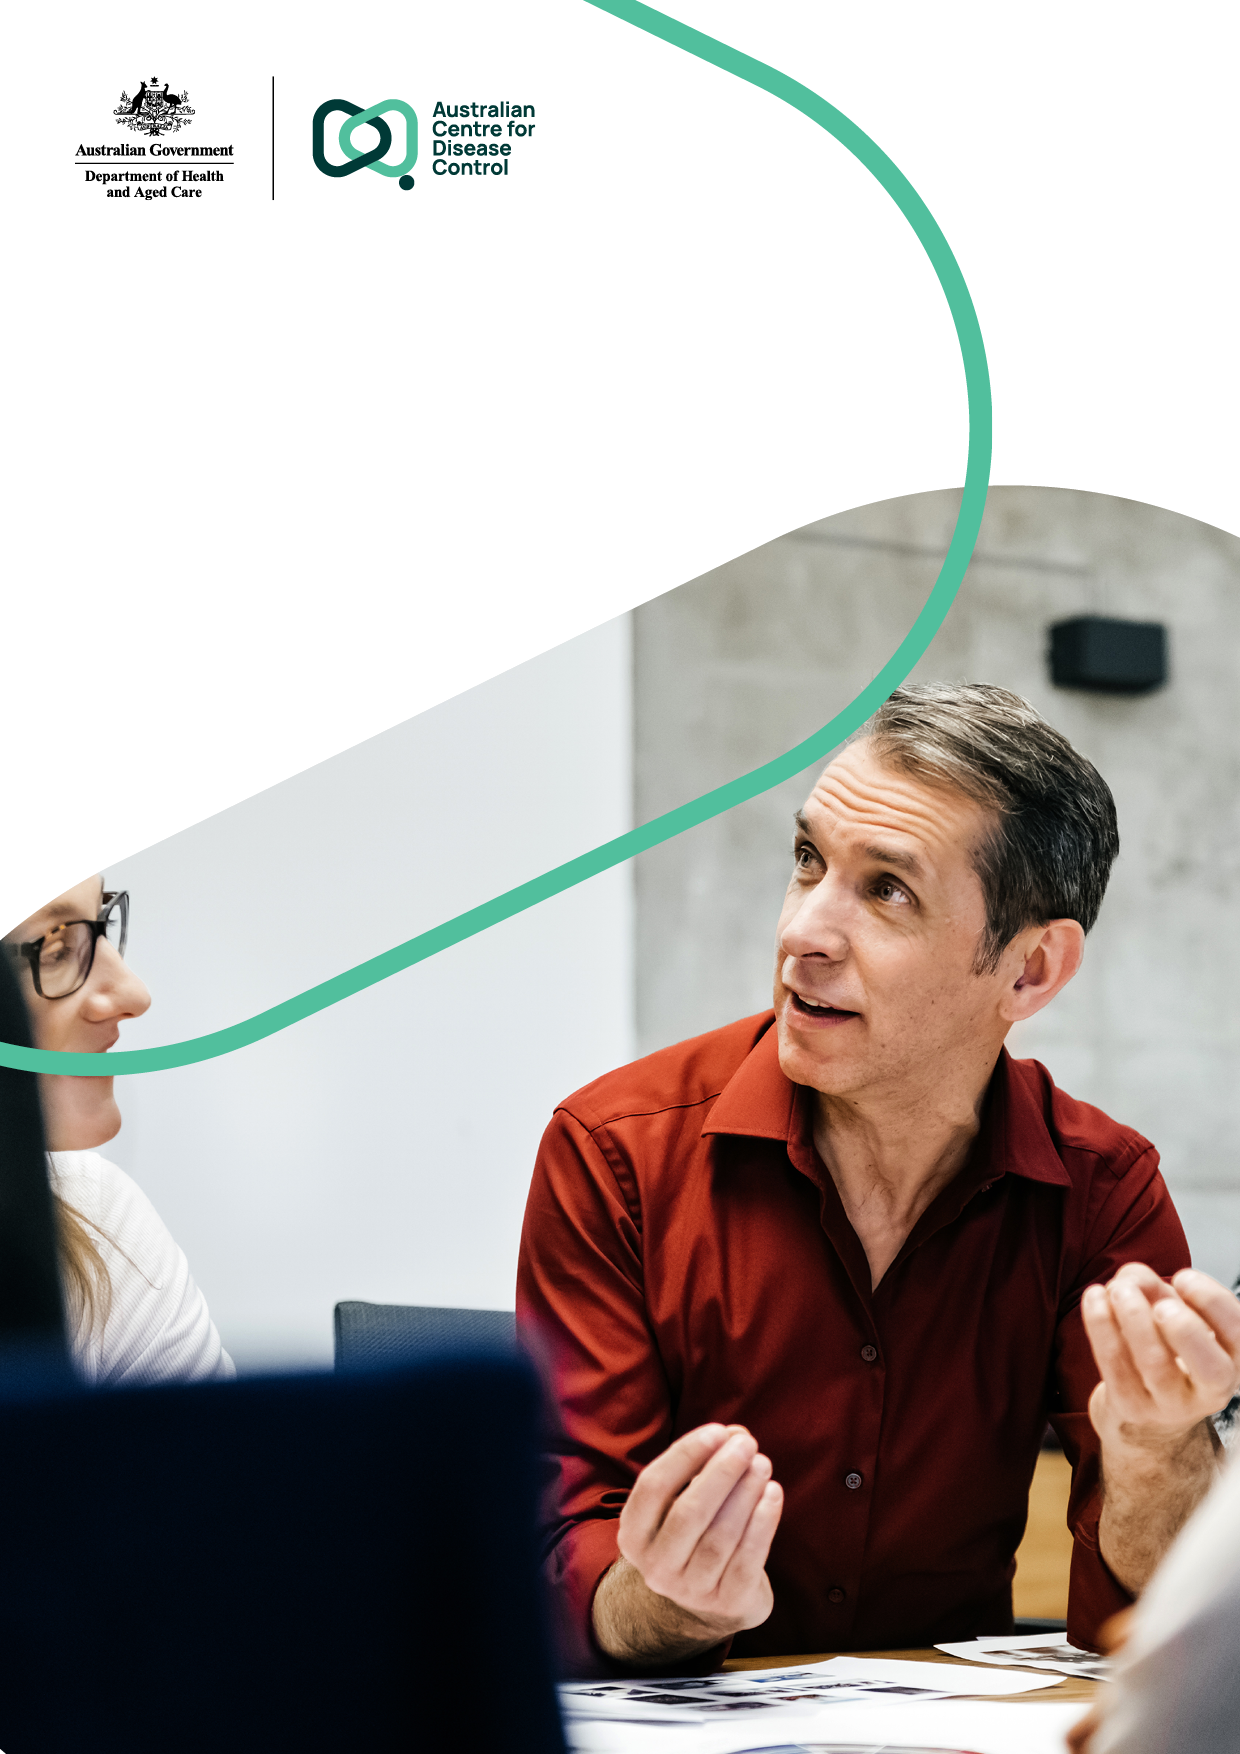 Australian Government
Department of Health
and Aged Care
Australian
Centre for
Disease
Control